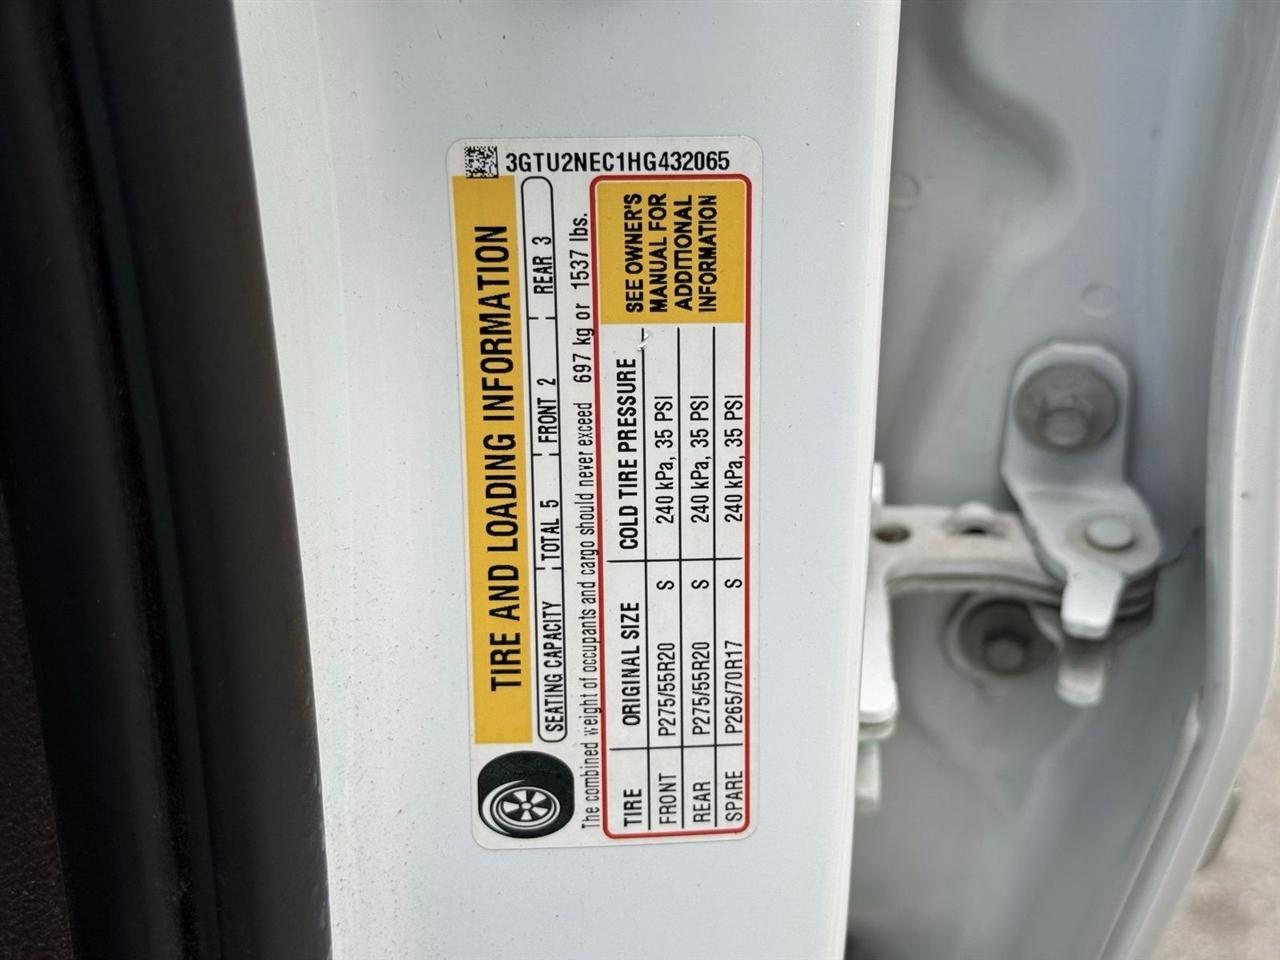 3GTU2NEC1HG432065
TIRE AND LOADING INFORMATION
SEATING CAPACITY TOTAL 5 FRONT 2 REAR 3
The combined weight of occupants and cargo should never exceed 697 kg or 1537 lbs.
TIRE ORIGINAL SIZE COLD TIRE PRESSURE
FRONT P275/55R20 S 240 kPa, 35 PSI
REAR P275/55R20 S 240 kPa, 35 PSI
SPARE P265/70R17 S 240 kPa, 35 PSI
SEE OWNER'S
MANUAL FOR
ADDITIONAL
INFORMATION